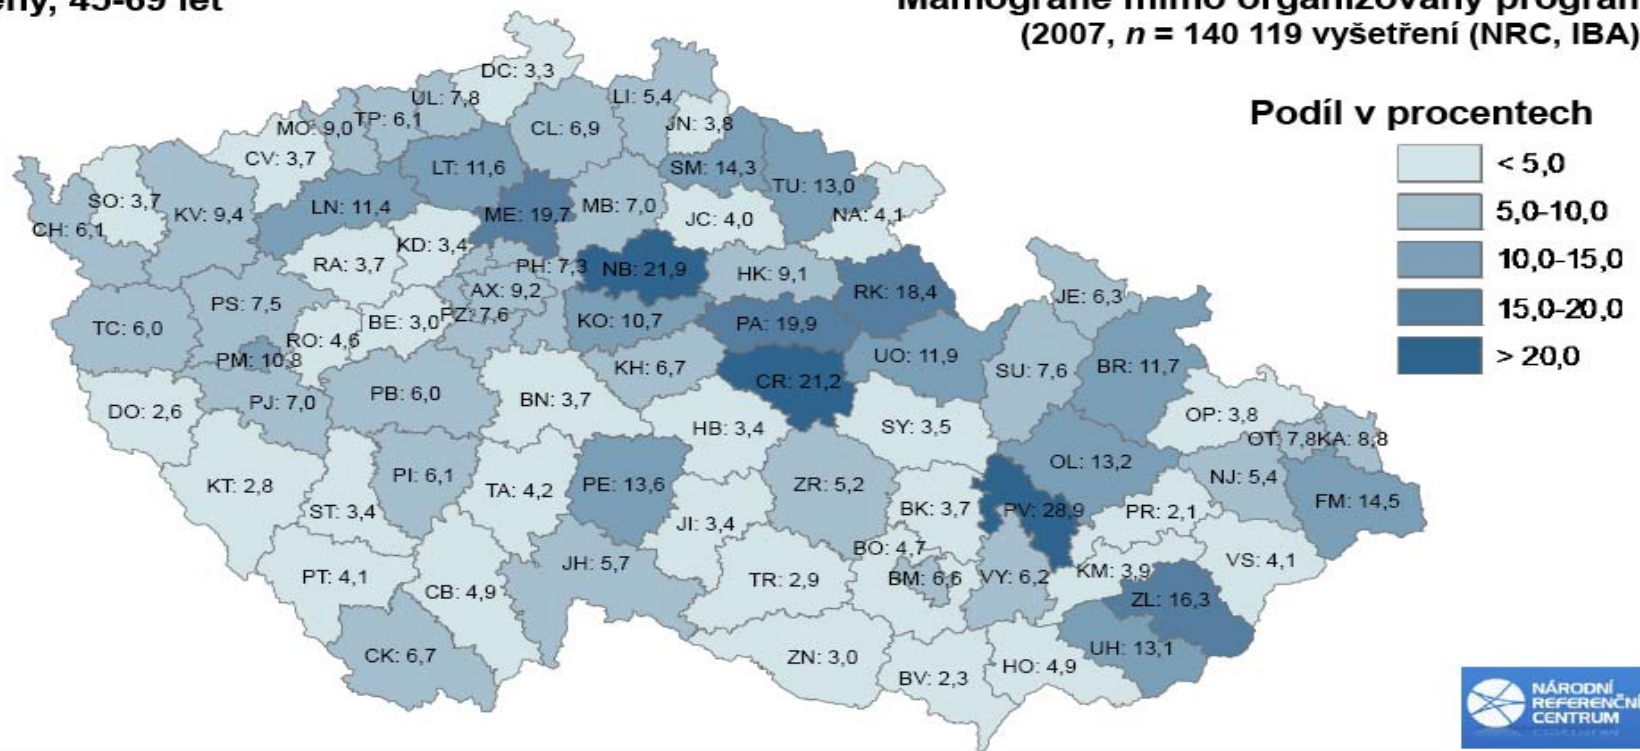 45-69 let
mimo organizovaný
(2007, n = 140 119 vyšetření (NRC, IBA)
Podíl v procentech
< 5,0
5,0-10,0
10,0-15,0
15,0-20,0
> 20,0
DC: 3,3
UL: 7,8
LI: 5,4
MO: 9,0
TP: 6,1
CL: 6,9
JN: 3,8
CV: 3,7
LT: 11,6
SM: 14,3
TU: 13,0
SO: 3,7
KV: 9,4
LN: 11,4
ME: 19,7
MB: 7,0
JC: 4,0
NA: 4,1
CH: 6,1
KD: 3,4
RA: 3,7
PH: 7,3
NB: 21,9
HK: 9,1
RK: 18,4
JE: 6,3
PS: 7,5
AX: 9,2
TC: 6,0
RO: 4,6
BE: 3,0
PZ: 7,6
KO: 10,7
PA: 19,9
UO: 11,9
SU: 7,6
BR: 11,7
PM: 10,8
KH: 6,7
CR: 21,2
DO: 2,6
PJ: 7,0
PB: 6,0
BN: 3,7
HB: 3,4
SY: 3,5
OP: 3,8
OT: 7,8
KA: 8,8
KT: 2,8
PI: 6,1
TA: 4,2
PE: 13,6
ZR: 5,2
OL: 13,2
NJ: 5,4
FM: 14,5
ST: 3,4
JI: 3,4
BK: 3,7
PV: 28,9
PR: 2,1
BO: 4,7
PT: 4,1
CB: 4,9
JH: 5,7
TR: 2,9
BM: 6,6
VY: 6,2
KM: 3,9
VS: 4,1
ZL: 16,3
CK: 6,7
ZN: 3,0
BV: 2,3
HO: 4,9
UH: 13,1
NÁRODNÍ
REFERENČNÍ
CENTRUM